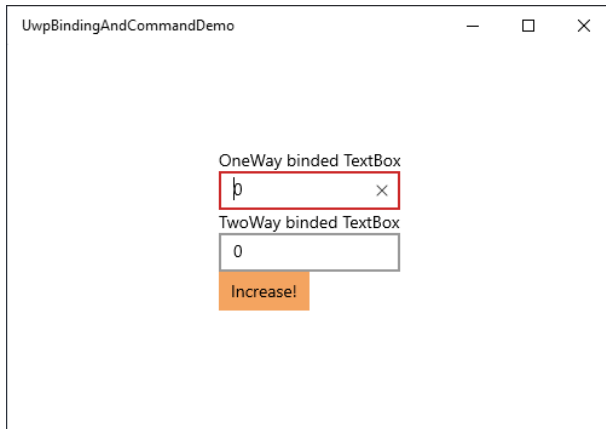 UwpBindingAndCommandDemo
OneWay binded TextBox
0
TwoWay binded TextBox
0
Increase!